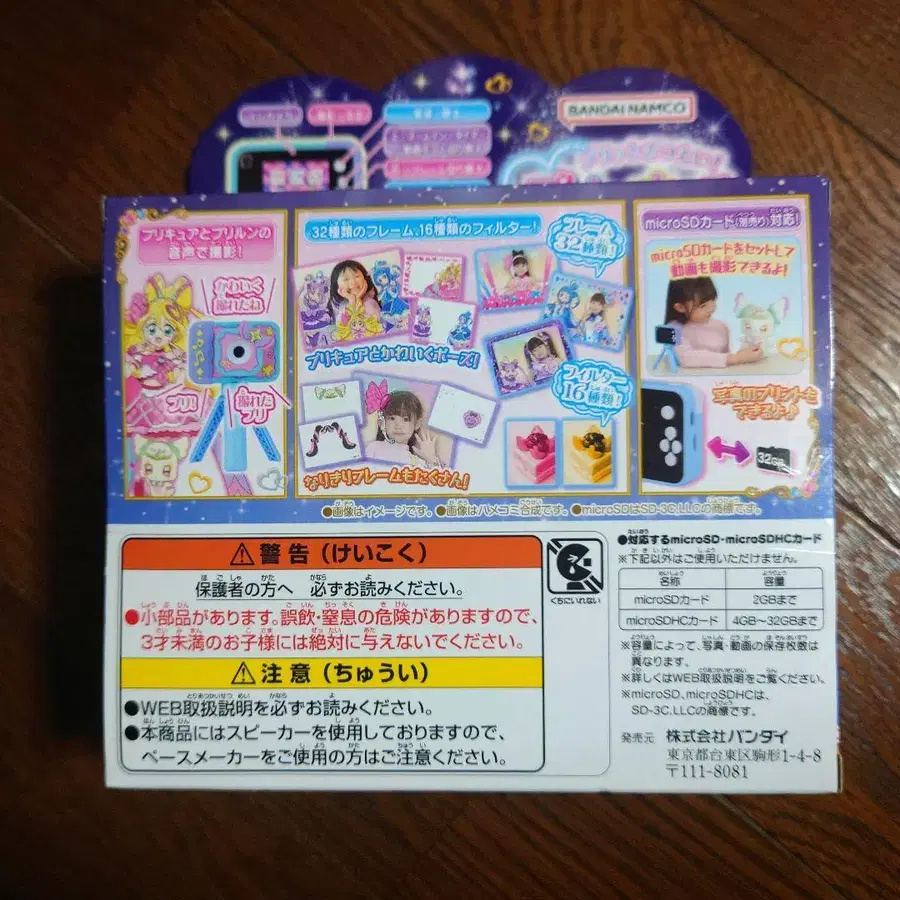 BANDAI NAMCO
プリキュアとプリルンの
音声で撮影!
かわいく
撮れたね
プリ!
撮れた
プリ
32種類のフレーム、16種類のフィルター!
フレーム
32種類!
プリキュアとかわいくポーズ!
フィルター
16種類!
なりきりフレームもたくさん!
microSDカード(別売り)対応!
microSDカードをセットして
動画も撮影できるよ!
写真のプリントも
できるよ♪
32GB
●画像はイメージです。 ●画像はハメコミ合成です。 ●microSDはSD-3C,LLCの商標です。
警告(けいこく)
保護者の方へ 必ずお読みください。
●小部品があります。誤飲・窒息の危険がありますので、
3才未満のお子様には絶対に与えないでください。
注意(ちゅうい)
●WEB取扱説明を必ずお読みください。
●本商品にはスピーカーを使用しておりますので、
ペースメーカーをご使用の方はご注意ください。
くちにいれない
●対応するmicroSD・microSDHCカード
※下記以外はご使用いただけません。
名称 容量
microSDカード 2GBまで
microSDHCカード 4GB～32GBまで
※容量によって、写真・動画の保存枚数は
異なります。
※詳しくはWEB取扱説明をご覧ください。
※microSD、microSDHCは、
SD-3C,LLCの商標です。
発売元 株式会社バンダイ
東京都台東区駒形1-4-8
〒111-8081